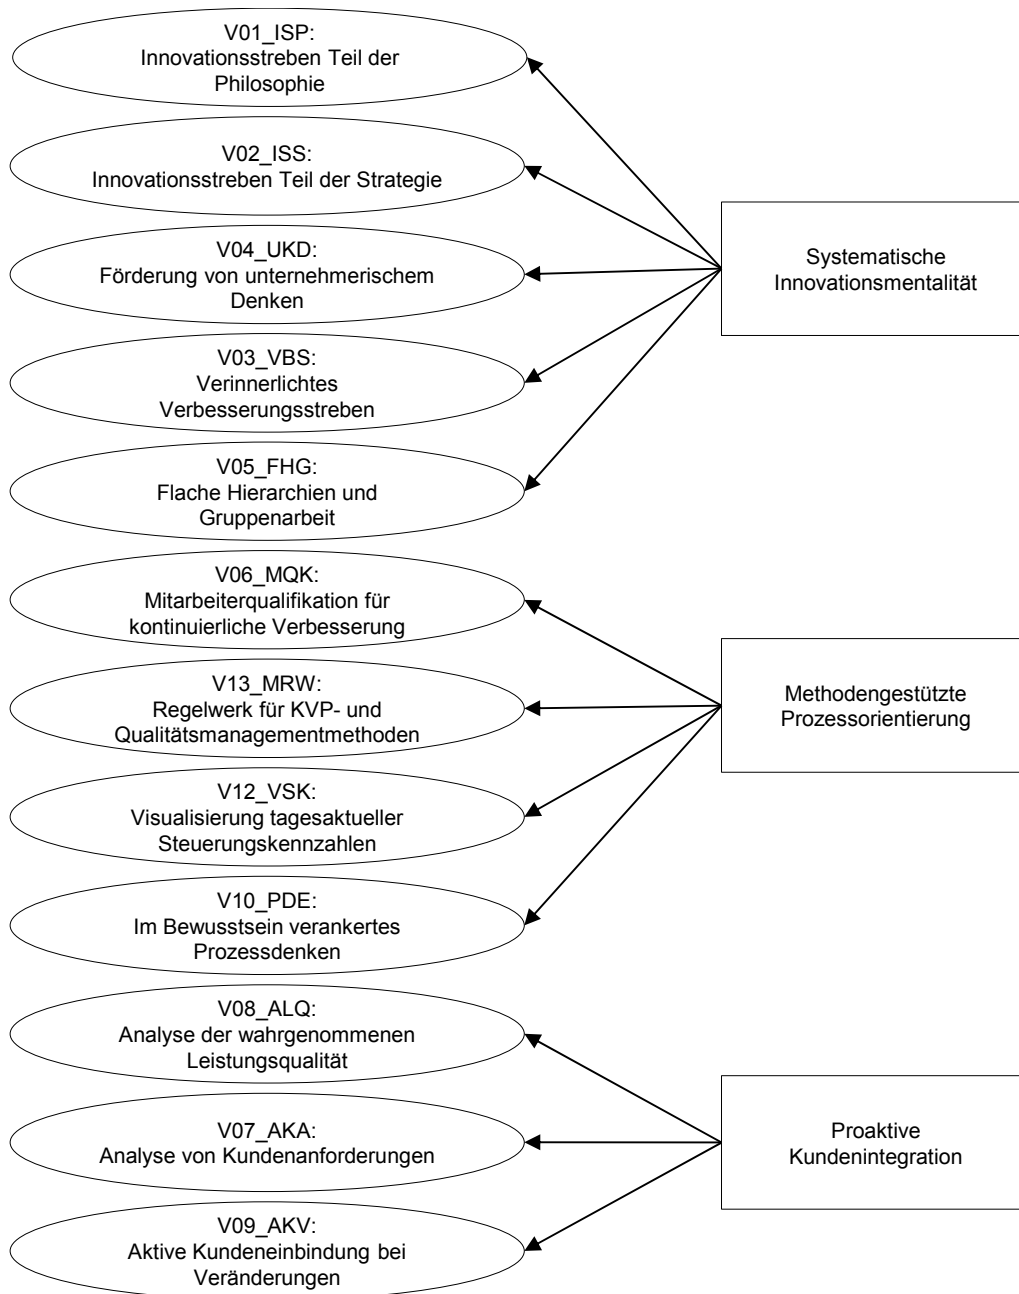 V01_ISP:
Innovationsstreben Teil der
Philosophie
V02_ISS:
Innovationsstreben Teil der Strategie
V04_UKD:
Förderung von unternehmerischem
Denken
V03_VBS:
Verinnerlichtes
Verbesserungsstreben
V05_FHG:
Flache Hierarchien und
Gruppenarbeit
Systematische
Innovationsmentalität
V06_MQK:
Mitarbeiterqualifikation für
kontinuierliche Verbesserung
V13_MRW:
Regelwerk für KVP- und
Qualitätsmanagementmethoden
V12_VSK:
Visualisierung tagesaktueller
Steuerungskennzahlen
V10_PDE:
Im Bewusstsein verankertes
Prozessdenken
Methodengestützte
Prozessorientierung
V08_ALQ:
Analyse der wahrgenommenen
Leistungsqualität
V07_AKA:
Analyse von Kundenanforderungen
V09_AKV:
Aktive Kundeneinbindung bei
Veränderungen
Proaktive
Kundenintegration